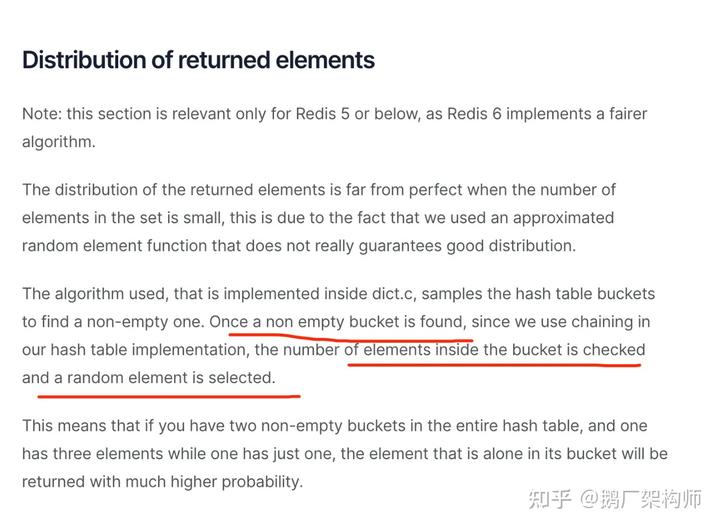 Distribution of returned elements
Note: this section is relevant only for Redis 5 or below, as Redis 6 implements a fairer
algorithm.
The distribution of the returned elements is far from perfect when the number of
elements in the set is small, this is due to the fact that we used an approximated
random element function that does not really guarantees good distribution.
The algorithm used, that is implemented inside dict.c, samples the hash table buckets
to find a non-empty one. Once a non empty bucket is found, since we use chaining in
our hash table implementation, the number of elements inside the bucket is checked
and a random element is selected.
This means that if you have two non-empty buckets in the entire hash table, and one
has three elements while one has just one, the element that is alone in its bucket will be
returned with much higher probability.
知乎 @鹅厂架构师